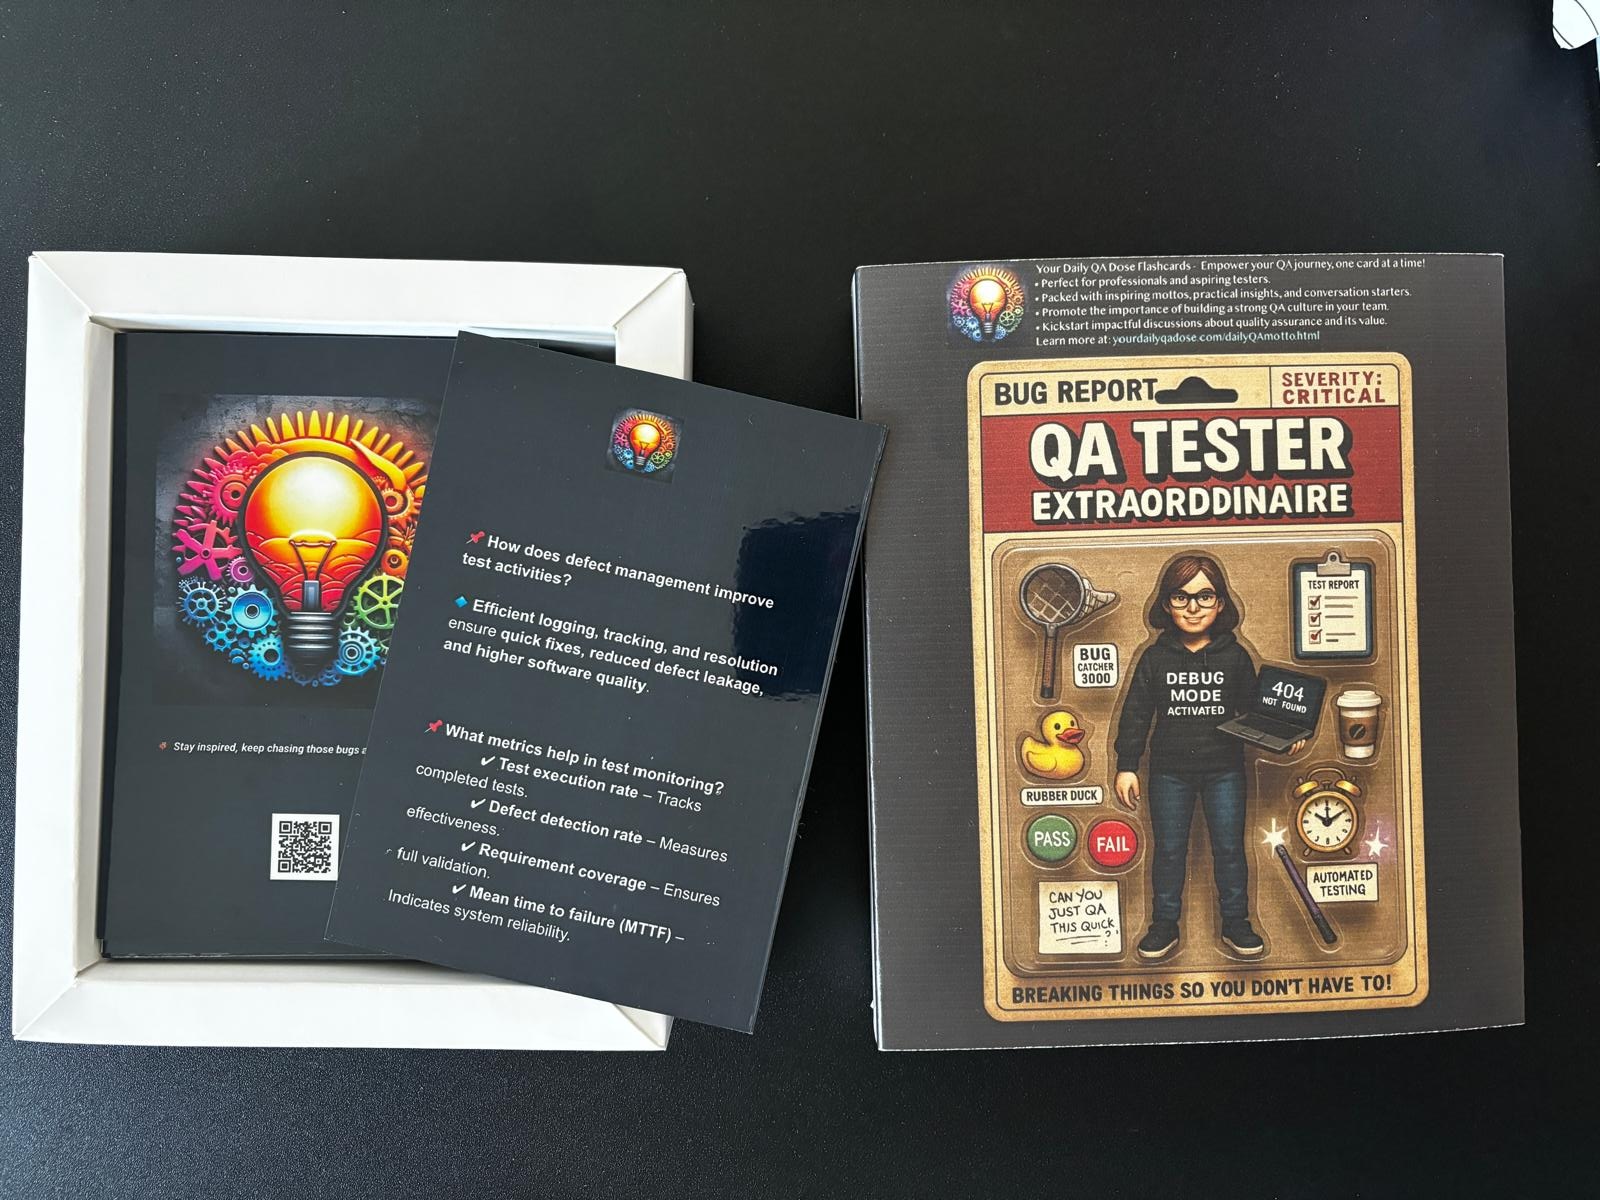 Stay inspired, keep chasing those bugs
How does defect management improve
test activities?
Efficient logging, tracking, and resolution
ensure quick fixes, reduced defect leakage,
and higher software quality.
What metrics help in test monitoring?
✔ Test execution rate – Tracks
completed tests.
✔ Defect detection rate – Measures
effectiveness.
✔ Requirement coverage – Ensures
full validation.
✔ Mean time to failure (MTTF) –
Indicates system reliability.
Your Daily QA Dose Flashcards - Empower your QA journey, one card at a time!
• Perfect for professionals and aspiring testers.
• Packed with inspiring mottos, practical insights, and conversation starters.
• Promote the importance of building a strong QA culture in your team.
• Kickstart impactful discussions about quality assurance and its value.
Learn more at: yourdailyqadose.com/dailyQAmotto.html
BUG REPORT
SEVERITY:
CRITICAL
QA TESTER
EXTRAORDDINAIRE
TEST REPORT
BUG
CATCHER
3000
DEBUG
MODE
ACTIVATED
404
NOT FOUND
RUBBER DUCK
PASS
FAIL
AUTOMATED
TESTING
CAN YOU
JUST QA
THIS QUICK
?
BREAKING THINGS SO YOU DON'T HAVE TO!